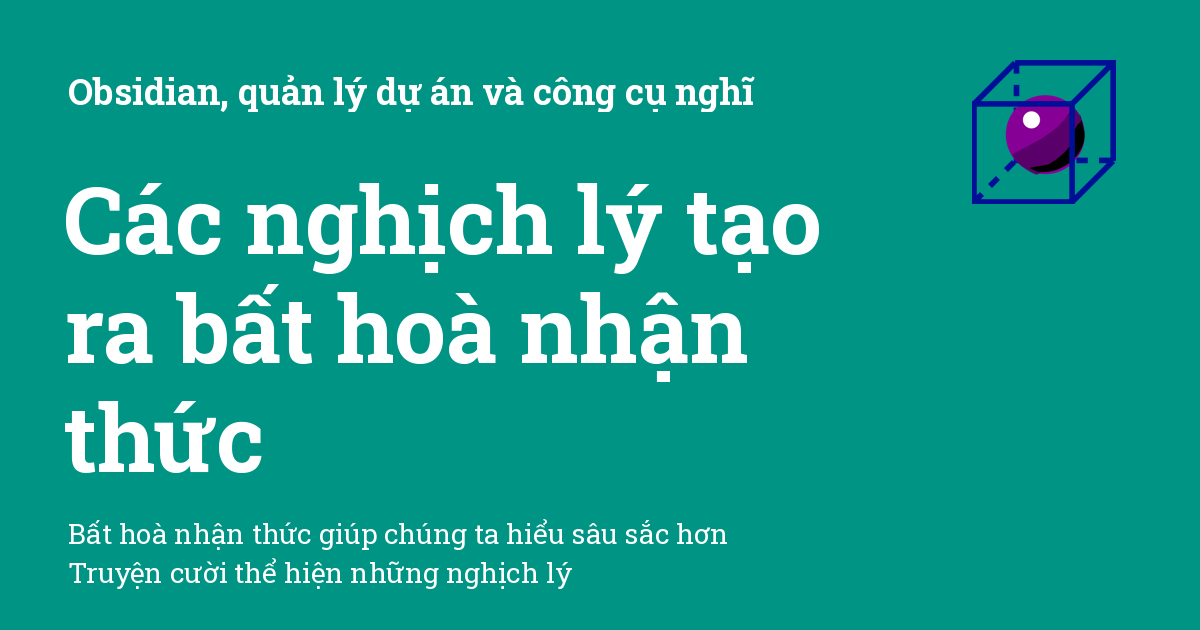 Obsidian, quản lý dự án và công cụ nghĩ
Các nghịch lý tạo
ra bất hoà nhận
thức
Bất hoà nhận thức giúp chúng ta hiểu sâu sắc hơn
Truyện cười thể hiện những nghịch lý